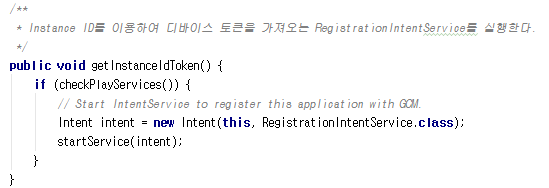 /**
 * Instance ID를 이용하여 디바이스 토큰을 가져오는 RegistrationIntentService를 실행한다.
 */
public void getInstanceIdToken() {
    if (checkPlayServices()) {
        // Start IntentService to register this application with GCM.
        Intent intent = new Intent(this, RegistrationIntentService.class);
        startService(intent);
    }
}